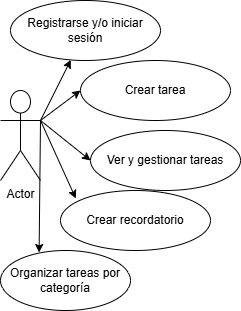 Registrarse y/o iniciar
sesión
Crear tarea
Ver y gestionar tareas
Actor
Crear recordatorio
Organizar tareas por
categoría